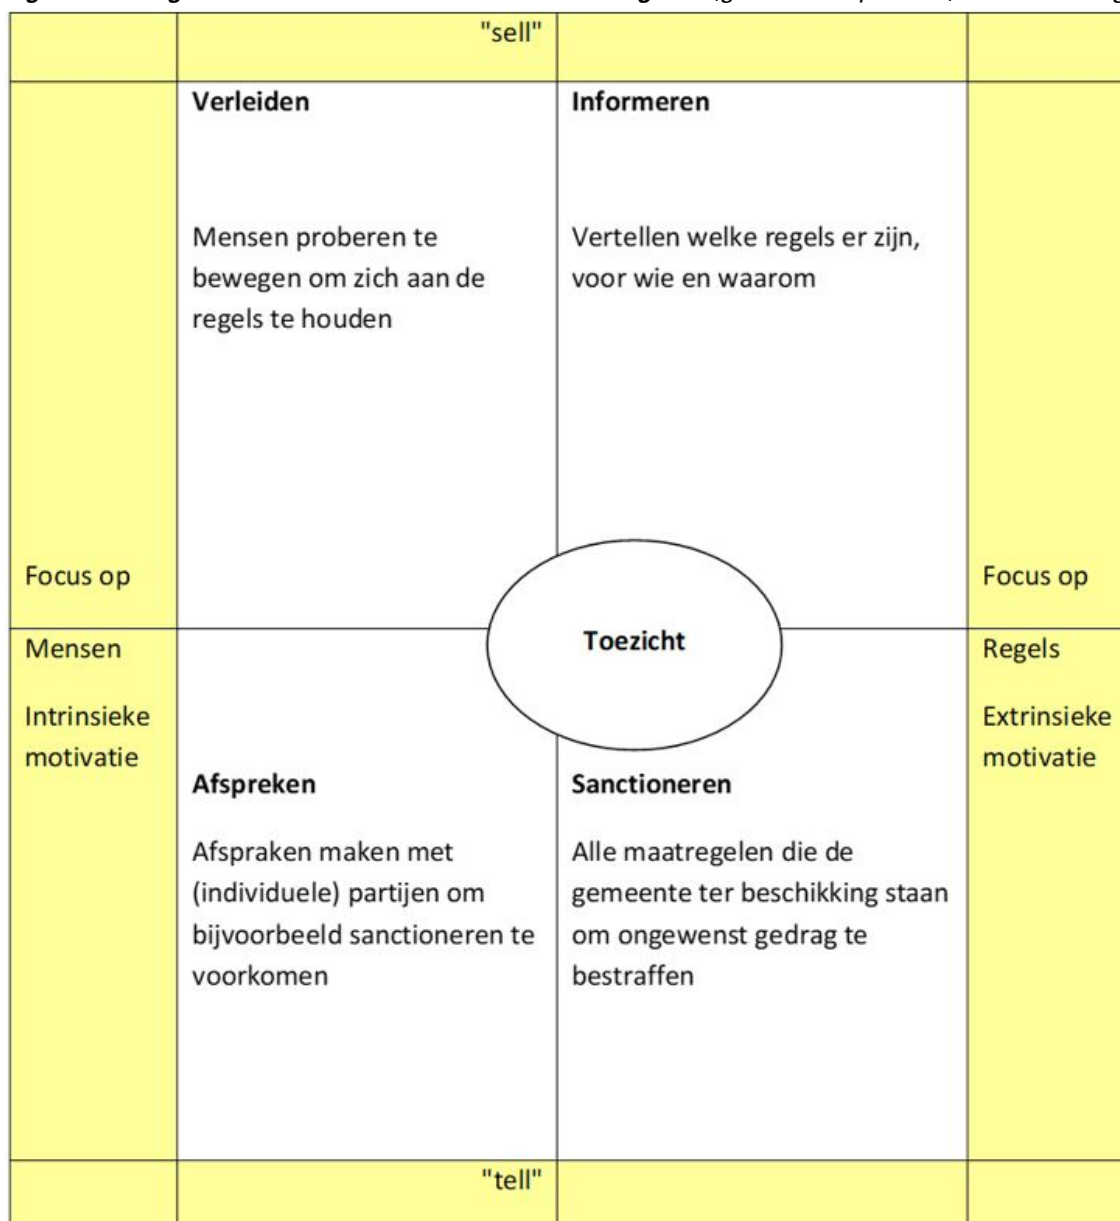 "sell"
Verleiden
Informeren
Mensen proberen te
bewegen om zich aan de
regels te houden
Vertellen welke regels er zijn,
voor wie en waarom
Focus op
Focus op
Toezicht
Mensen
Intrinsieke
motivatie
Regels
Extrinsieke
motivatie
Afspreken
Afspraken maken met
(individuele) partijen om
bijvoorbeeld sanctioneren te
voorkomen
Sanctioneren
Alle maatregelen die de
gemeente ter beschikking staan
om ongewenst gedrag te
bestraffen
"tell"